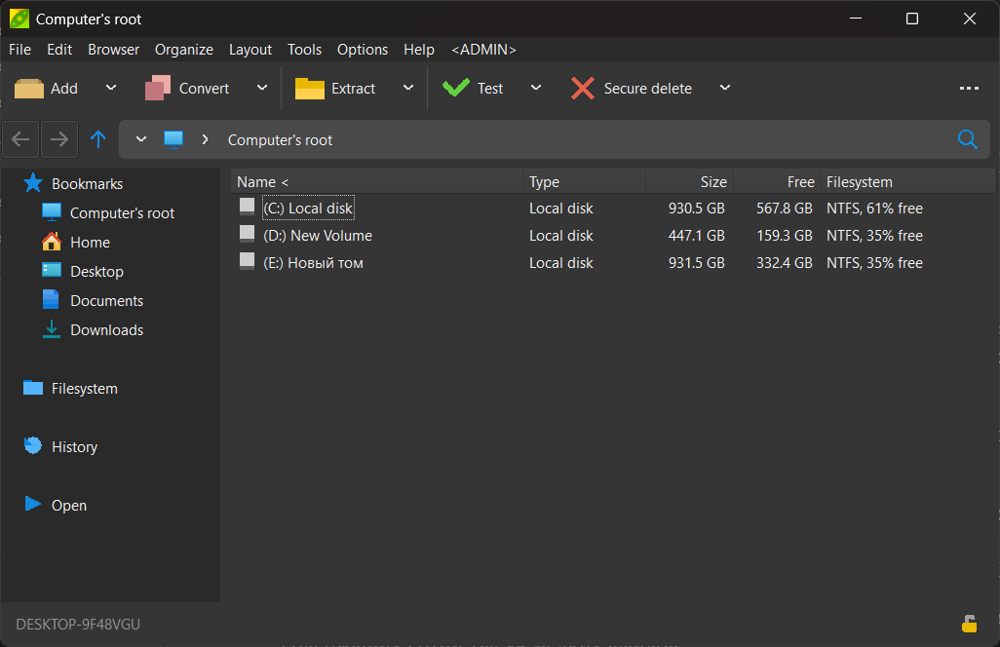 Computer's root
File Edit Browser Organize Layout Tools Options Help <ADMIN>
Add Convert Extract Test Secure delete
Computer's root
Bookmarks
Computer's root
Home
Desktop
Documents
Downloads
Filesystem
History
Open
Name < Type Size Free Filesystem
(C:) Local disk Local disk 930.5 GB 567.8 GB NTFS, 61% free
(D:) New Volume Local disk 447.1 GB 159.3 GB NTFS, 35% free
(E:) Новый том Local disk 931.5 GB 332.4 GB NTFS, 35% free
DESKTOP-9F48VGU